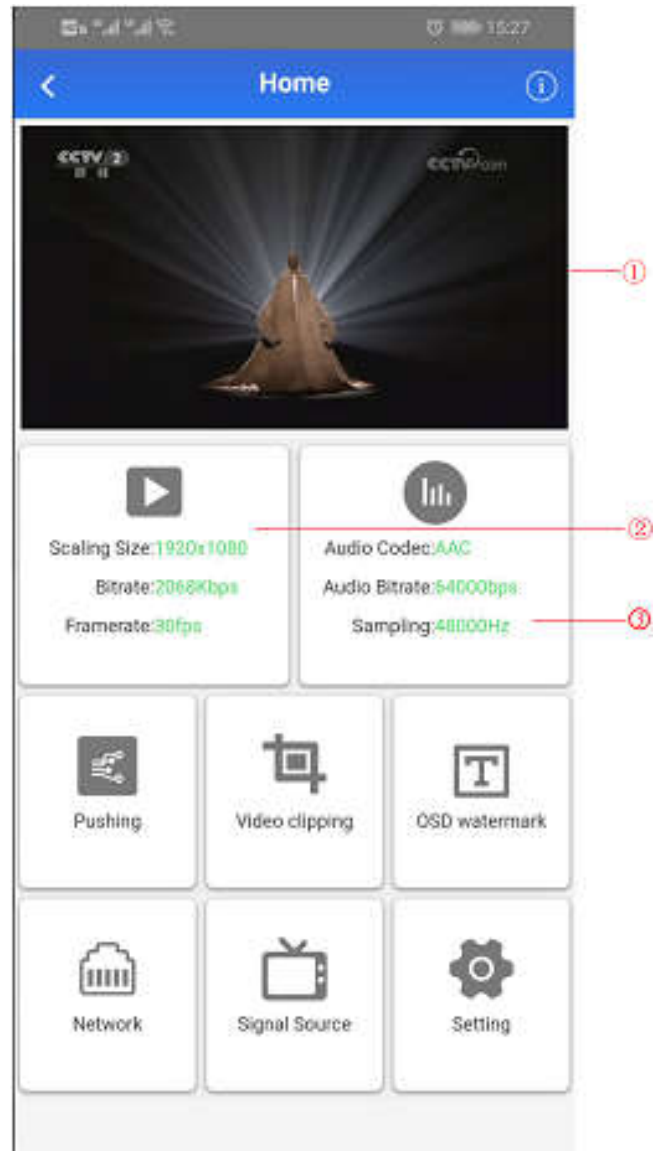 15:27
Home
CCTV 2
①
Scaling Size:1920x1080
Bitrate:2068Kbps
Framerate:30fps
②
Audio Codec:AAC
Audio Bitrate:64000bps
Sampling:48000Hz
③
Pushing
Video clipping
OSD watermark
Network
Signal Source
Setting